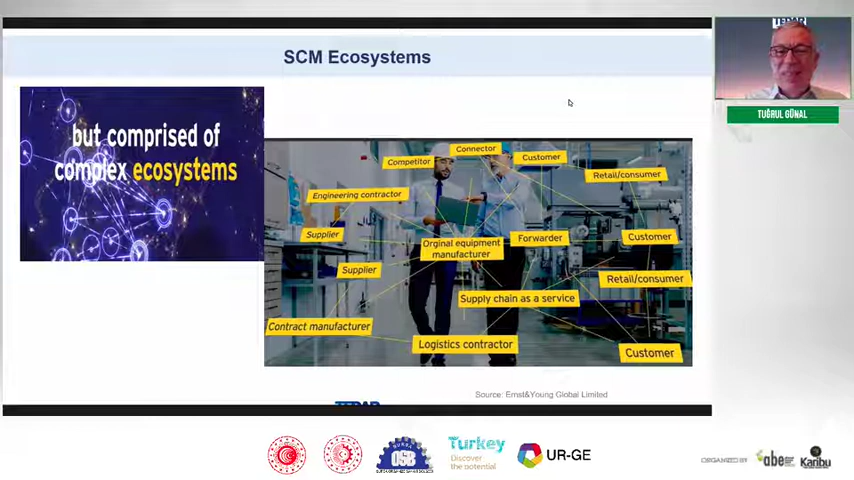 SCM Ecosystems
but comprised of
complex ecosystems
Competitor
Connector
Customer
Retail/consumer
Engineering contractor
Supplier
Orginal equipment
manufacturer
Forwarder
Customer
Supplier
Retail/consumer
Supply chain as a service
Contract manufacturer
Logistics contractor
Customer
Source: Ernst&Young Global Limited
TUĞRUL GÜNAL
OSB
Turkey
Discover
the potential
UR-GE
ORGANIZED BY
abe
Karibu